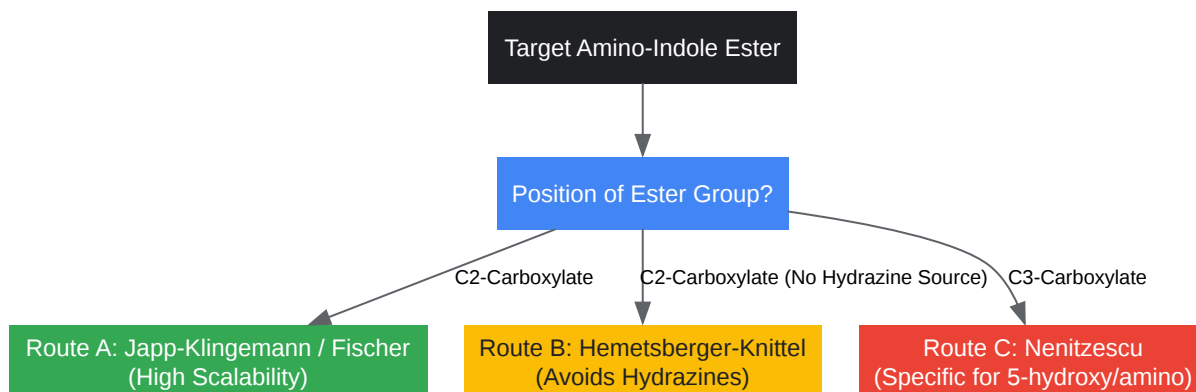 Target Amino-Indole Ester
Position of Ester Group?
C2-Carboxylate
C2-Carboxylate (No Hydrazine Source)
C3-Carboxylate
Route A: Japp-Klingemann / Fischer
(High Scalability)
Route B: Hemetsberger-Knittel
(Avoids Hydrazines)
Route C: Nenitzescu
(Specific for 5-hydroxy/amino)